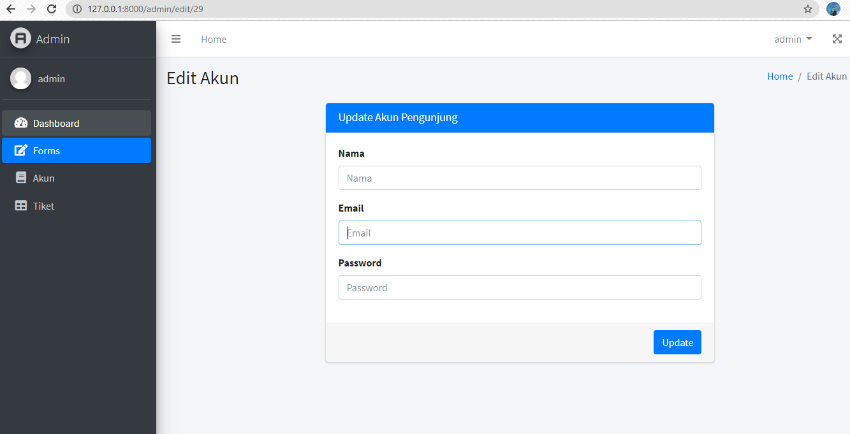 127.0.0.1:8000/admin/edit/29
Admin
Home
admin
admin
Edit Akun
Home / Edit Akun
Dashboard
Forms
Akun
Tiket
Update Akun Pengunjung
Nama
Nama
Email
Email
Password
Password
Update